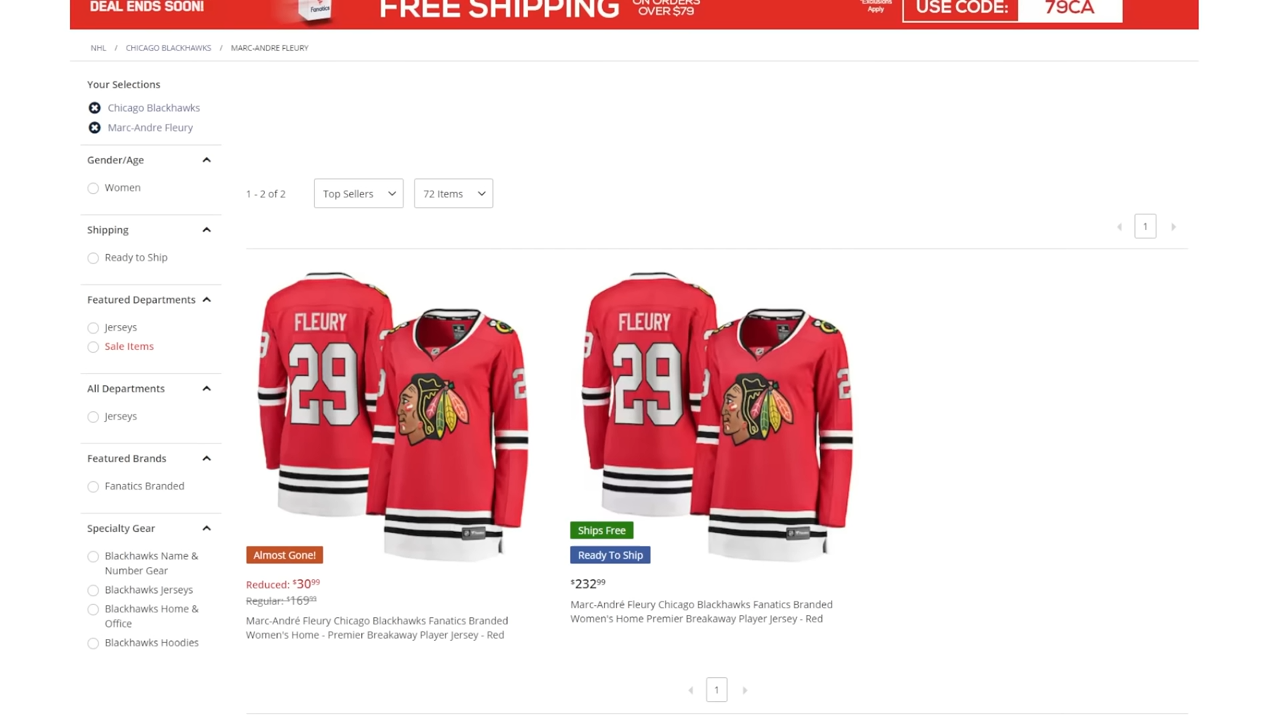 DEAL ENDS SOON!
Fanatics
FREE SHIPPING
ON ORDERS
OVER $79
*Exclusions
Apply
USE CODE:
79CA
NHL / CHICAGO BLACKHAWKS / MARC-ANDRE FLEURY
Your Selections
Chicago Blackhawks
Marc-Andre Fleury
Gender/Age
Women
Shipping
Ready to Ship
Featured Departments
Jerseys
Sale Items
All Departments
Jerseys
Featured Brands
Fanatics Branded
Specialty Gear
Blackhawks Name &
Number Gear
Blackhawks Jerseys
Blackhawks Home &
Office
Blackhawks Hoodies
1 - 2 of 2
Top Sellers
72 Items
1
FLEURY
29
Almost Gone!
Reduced: $30.99
Regular: $169.99
Marc-André Fleury Chicago Blackhawks Fanatics Branded
Women's Home - Premier Breakaway Player Jersey - Red
FLEURY
29
Ships Free
Ready To Ship
$232.99
Marc-André Fleury Chicago Blackhawks Fanatics Branded
Women's Home Premier Breakaway Player Jersey - Red
1